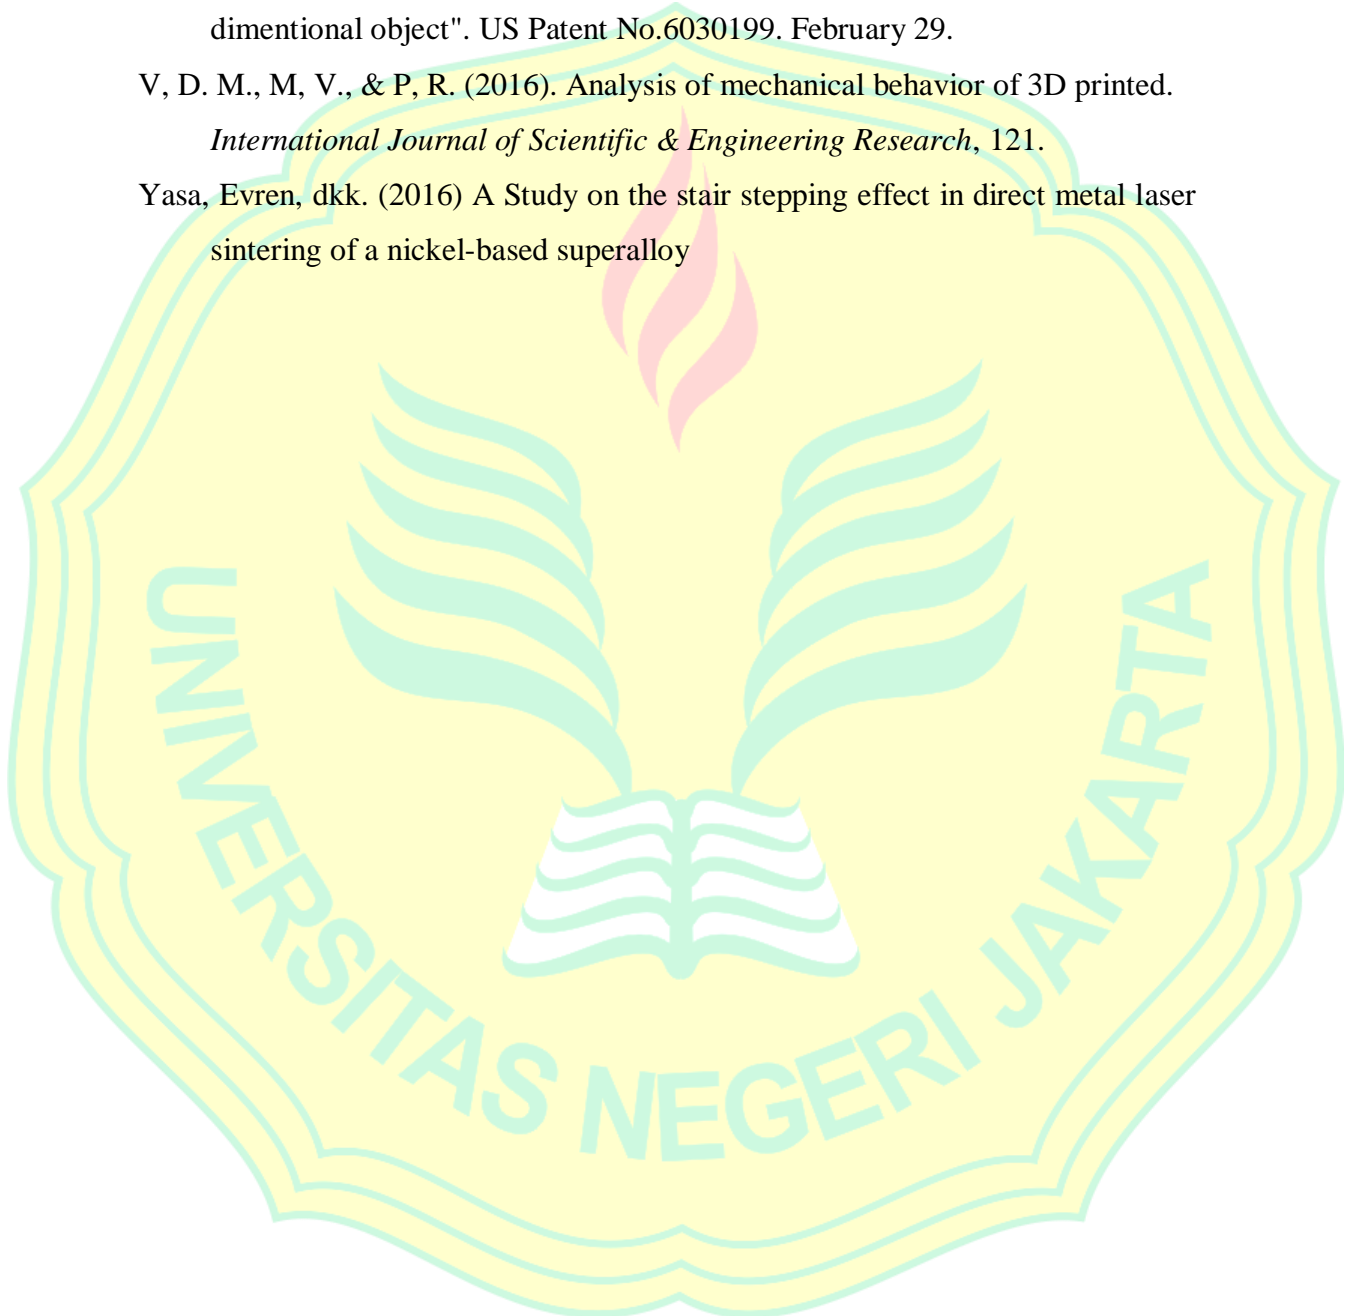 dimentional object". US Patent No.6030199. February 29.
V, D. M., M, V., & P, R. (2016). Analysis of mechanical behavior of 3D printed.
International Journal of Scientific & Engineering Research, 121.
Yasa, Evren, dkk. (2016) A Study on the stair stepping effect in direct metal laser
sintering of a nickel-based superalloy
UNIVERSITAS NEGERI JAKARTA